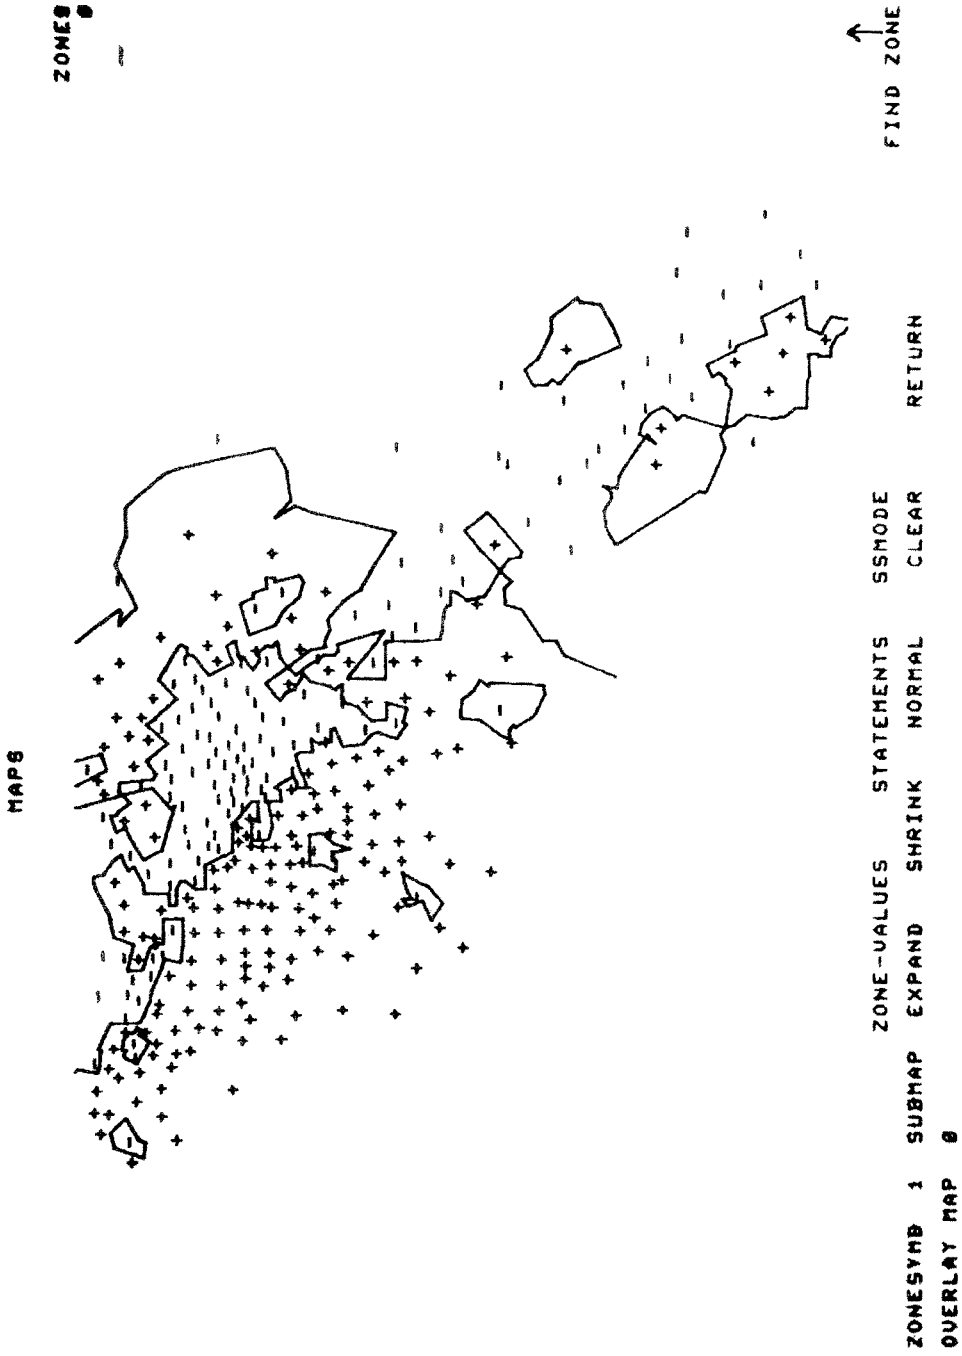 MAPS
ZONES
FIND ZONE
ZONE-VALUES STATEMENTS SSMODE
ZONESYMB 1 SUBMAP EXPAND SHRINK NORMAL CLEAR RETURN
OVERLAY MAP 0